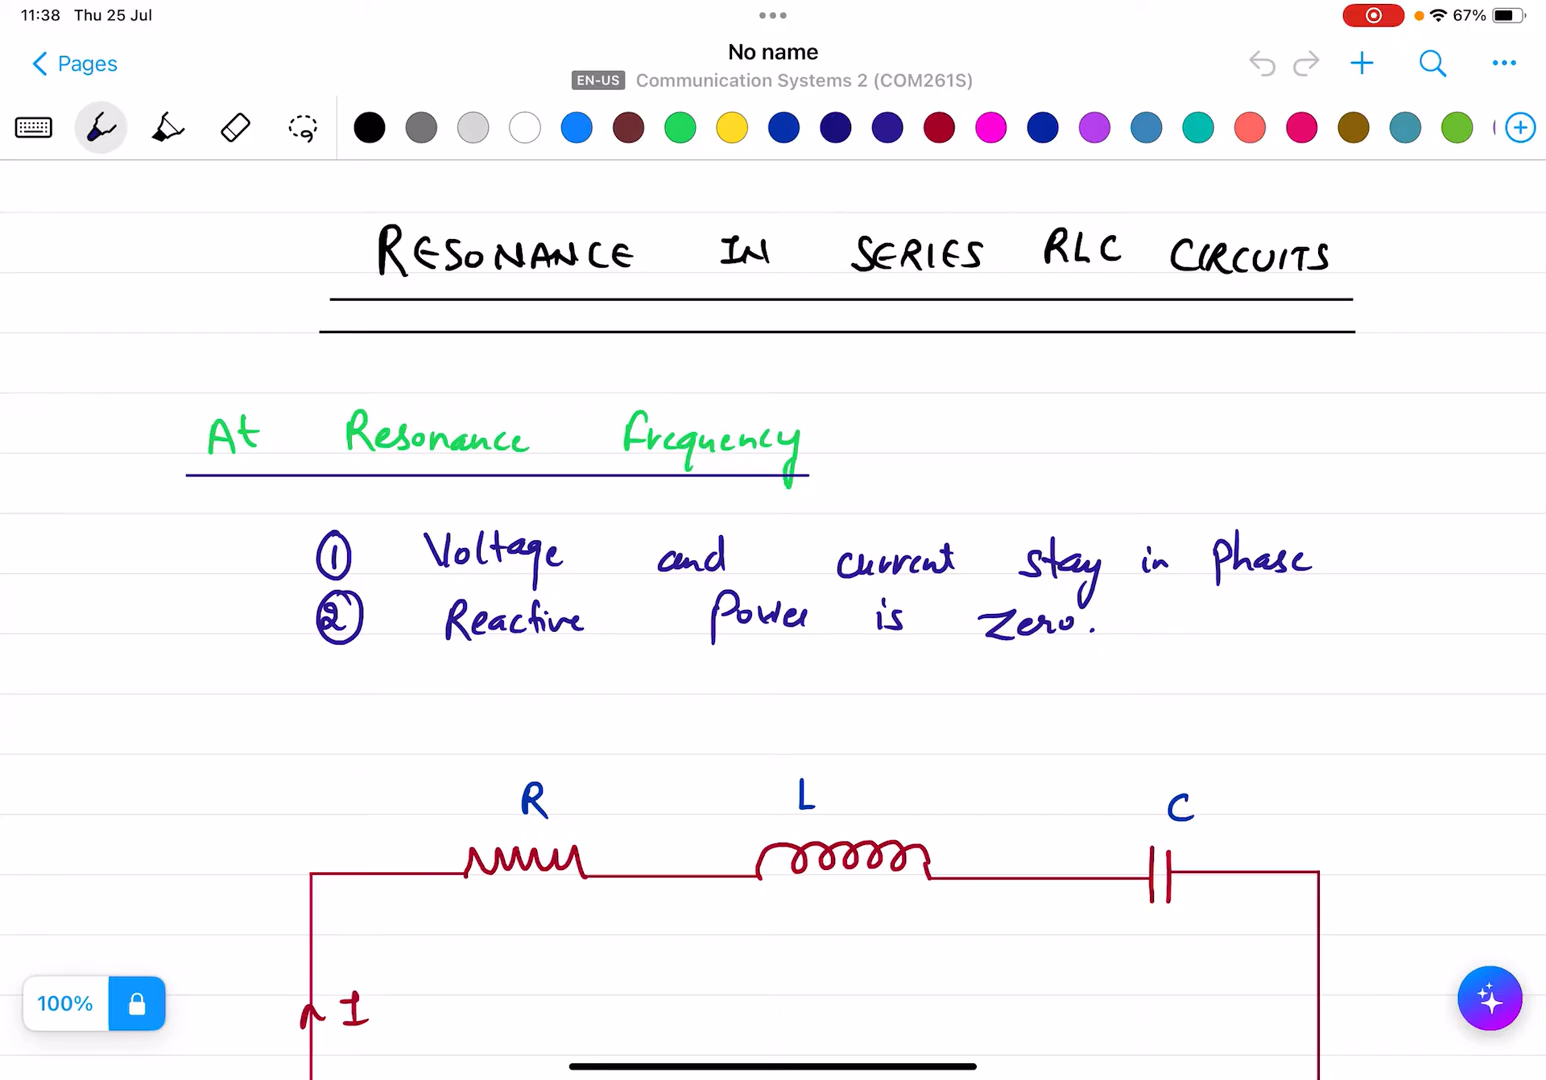 11:38 Thu 25 Jul
67%
Pages
No name
EN-US Communication Systems 2 (COM261S)
RESONANCE IN SERIES RLC CIRCUITS
At Resonance frequency
① Voltage and current stay in phase
② Reactive Power is Zero.
R L C
I
100%